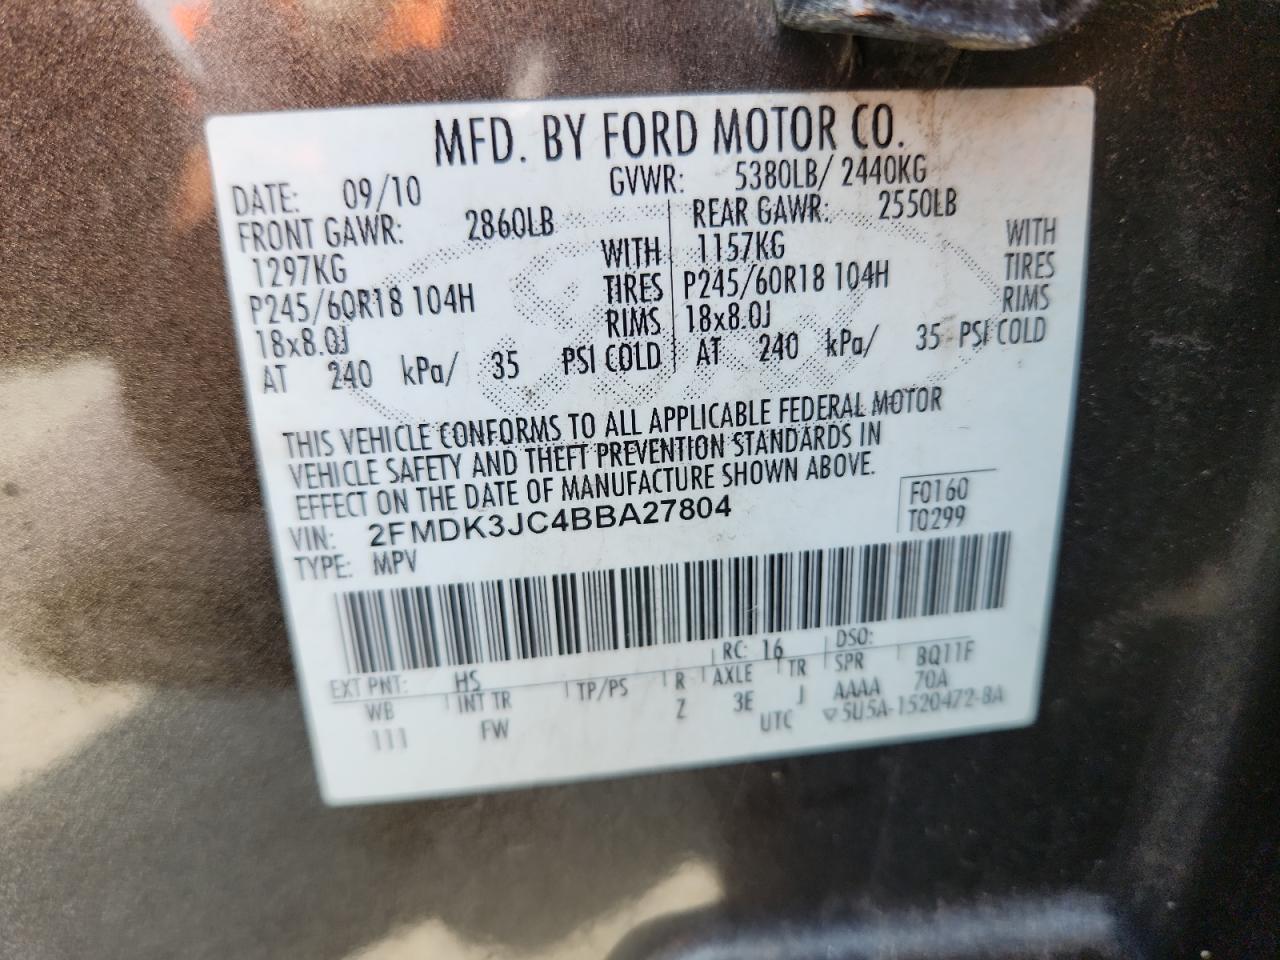 MFD. BY FORD MOTOR CO.
DATE: 09/10 GVWR: 5380LB/ 2440KG
FRONT GAWR: 2860LB REAR GAWR: 2550LB
1297KG WITH 1157KG WITH
P245/60R18 104H TIRES P245/60R18 104H TIRES
18x8.0J RIMS 18x8.0J RIMS
AT 240 kPa/ 35 PSI COLD AT 240 kPa/ 35 PSI COLD
THIS VEHICLE CONFORMS TO ALL APPLICABLE FEDERAL MOTOR
VEHICLE SAFETY AND THEFT PREVENTION STANDARDS IN
EFFECT ON THE DATE OF MANUFACTURE SHOWN ABOVE.
VIN: 2FMDK3JC4BBA27804 F0160
TYPE: MPV T0299
EXT PNT: HS RC: 16 DSO:
WB INT TR TP/PS R AXLE TR SPR BQ11F
111 FW Z 3E J AAAA 70A
UTC ▽5U5A-1520472-BA